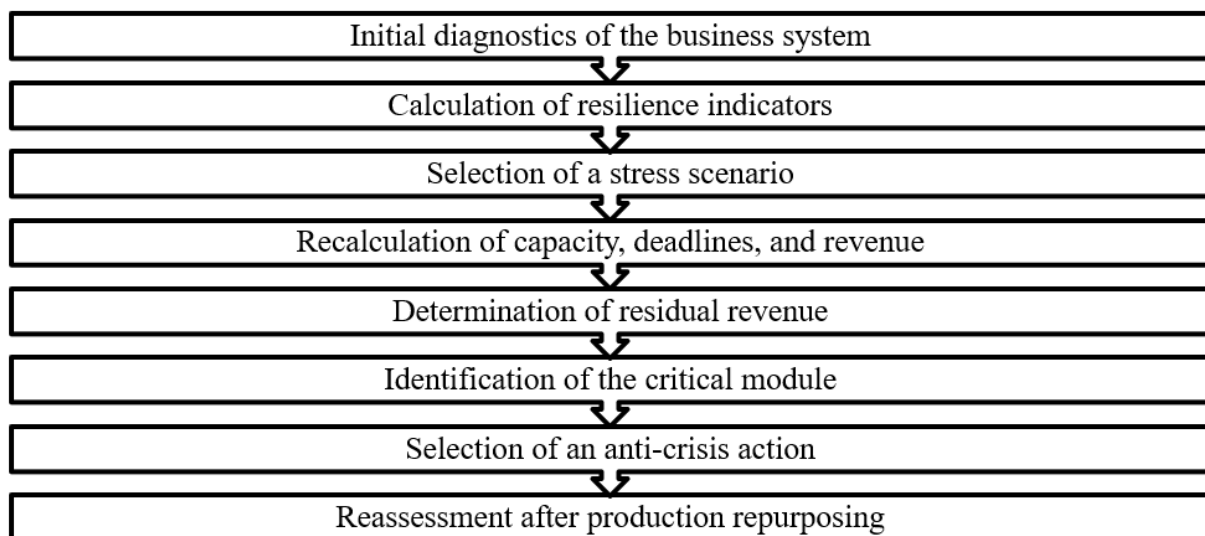 Initial diagnostics of the business system
Calculation of resilience indicators
Selection of a stress scenario
Recalculation of capacity, deadlines, and revenue
Determination of residual revenue
Identification of the critical module
Selection of an anti-crisis action
Reassessment after production repurposing